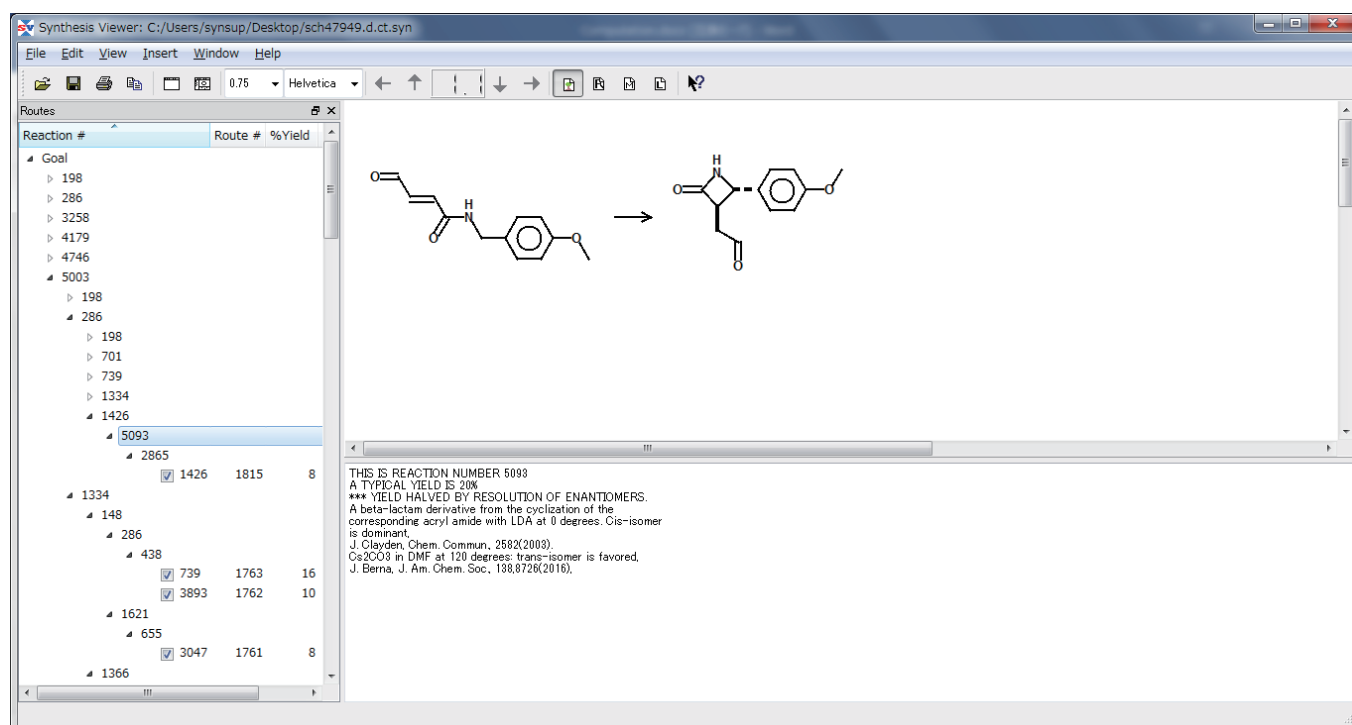 Synthesis Viewer: C:/Users/synsup/Desktop/sch47949.d.ct.syn
File Edit View Insert Window Help
0.75 Helvetica
Routes
Reaction # Route # %Yield
Goal
198
286
3258
4179
4746
5003
198
286
198
701
739
1334
1426
5093
2865
1426 1815 8
1334
148
286
438
739 1763 16
3893 1762 10
1621
655
3047 1761 8
1366
O
H
N
O
O
H
N
O
O
O
THIS IS REACTION NUMBER 5093
A TYPICAL YIELD IS 20%
*** YIELD HALVED BY RESOLUTION OF ENANTIOMERS.
A beta-lactam derivative from the cyclization of the
corresponding acryl amide with LDA at 0 degrees. Cis-isomer
is dominant,
J. Clayden, Chem. Commun, 2582(2003).
Cs2CO3 in DMF at 120 degrees: trans-isomer is favored,
J. Berna, J. Am. Chem. Soc., 138,8726(2016),